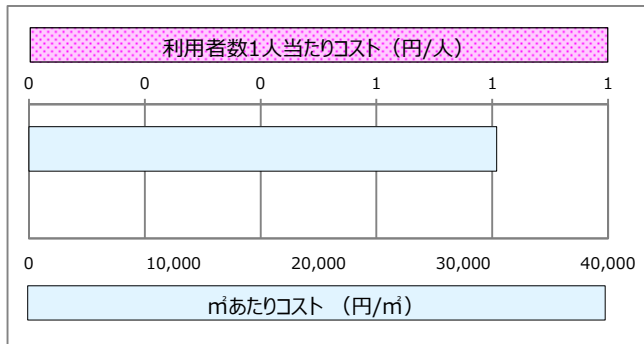 利用者数1人当たりコスト（円/人）
0 0 0 1 1 1
0 10,000 20,000 30,000 40,000
㎡あたりコスト （円/㎡）